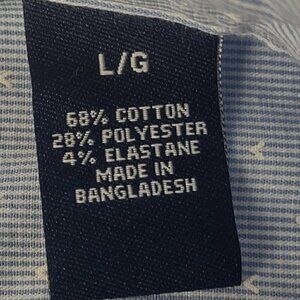 L/G
68% COTTON
28% POLYESTER
4% ELASTANE
MADE IN
BANGLADESH